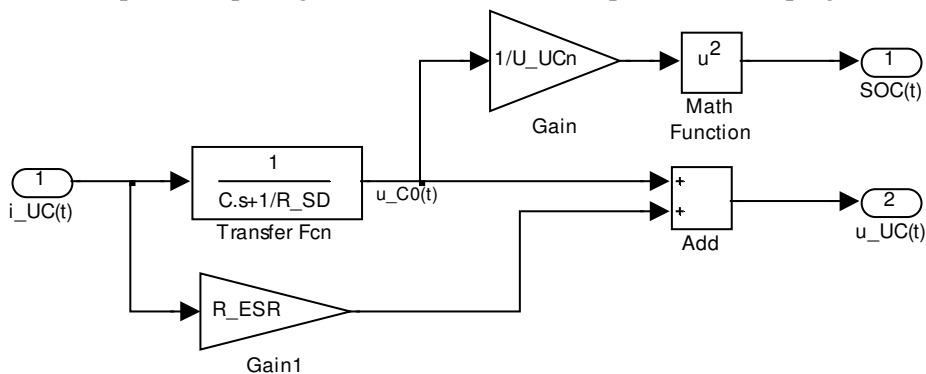 1/U_UCn
Gain
u2
Math
Function
1
SOC(t)
1
i_UC(t)
1
C.s+1/R_SD
Transfer Fcn
u_C0(t)
+
+
Add
2
u_UC(t)
R_ESR
Gain1